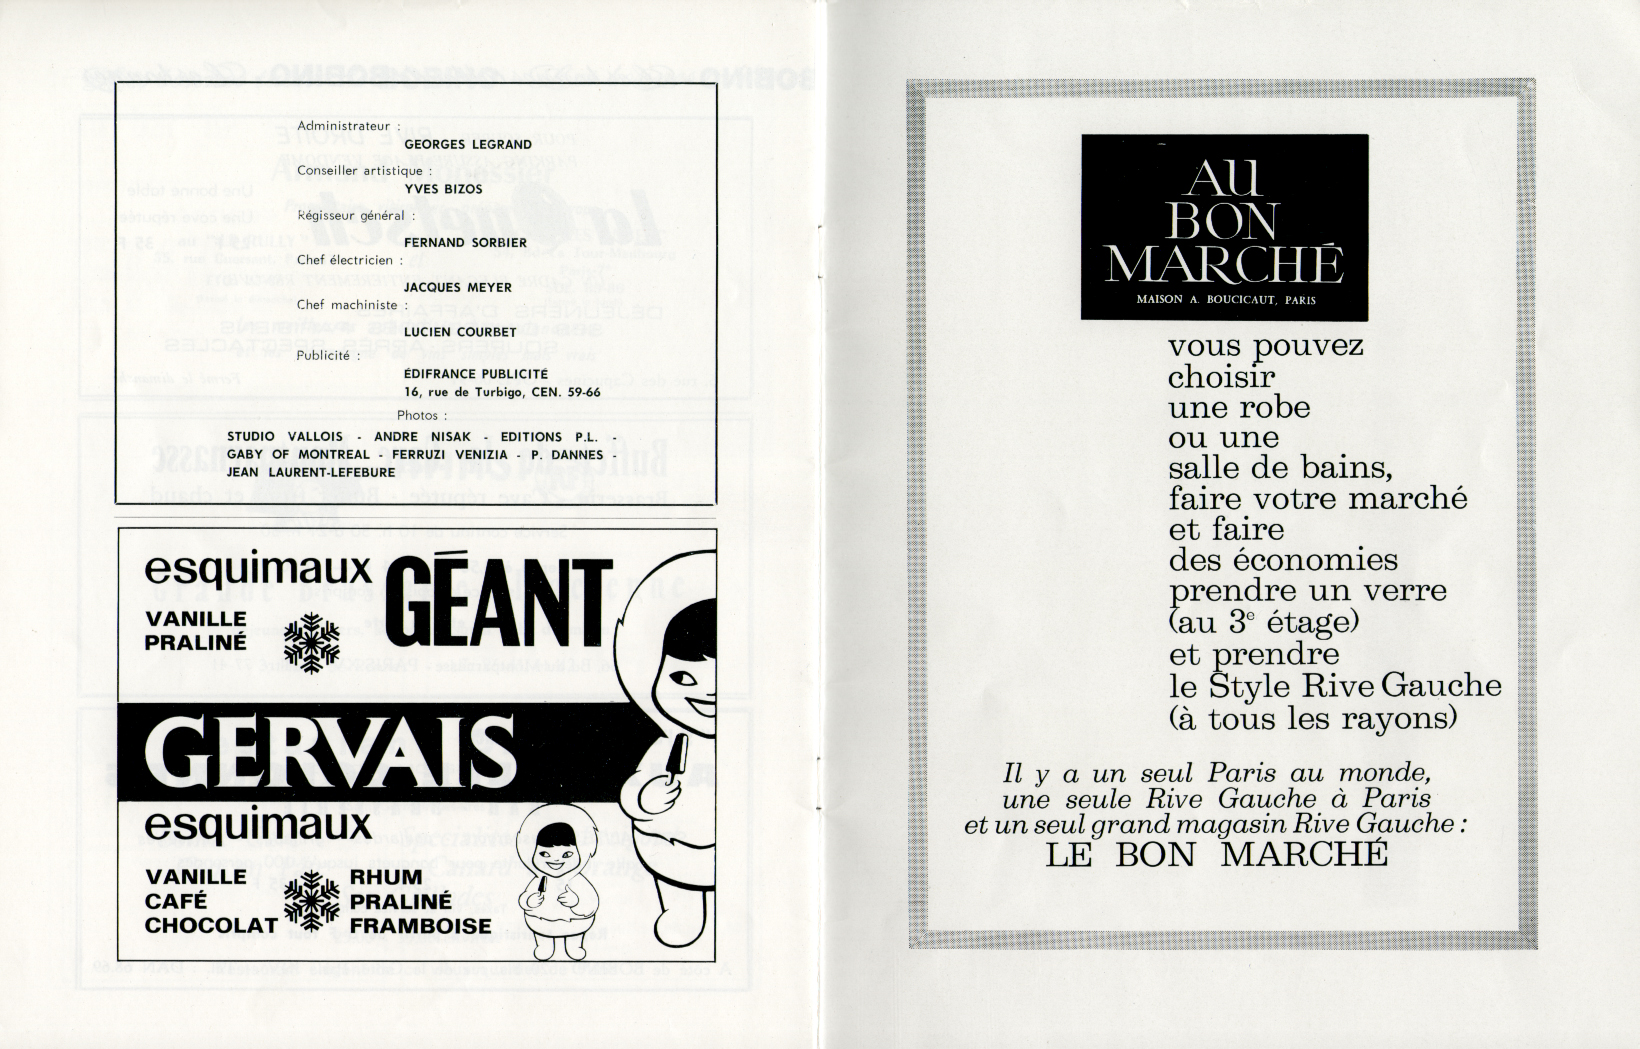 Administrateur :
GEORGES LEGRAND
Conseiller artistique :
YVES BIZOS
Régisseur général :
FERNAND SORBIER
Chef électricien :
JACQUES MEYER
Chef machiniste :
LUCIEN COURBET
Publicité :
ÉDIFRANCE PUBLICITÉ
16, rue de Turbigo, CEN. 59-66
Photos :
STUDIO VALLOIS - ANDRE NISAK - EDITIONS P.L. -
GABY OF MONTREAL - FERRUZI VENIZIA - P. DANNES -
JEAN LAURENT-LEFEBURE
esquimaux GÉANT
VANILLE
PRALINÉ
GERVAIS
esquimaux
VANILLE RHUM
CAFÉ PRALINÉ
CHOCOLAT FRAMBOISE
AU
BON
MARCHÉ
MAISON A. BOUCICAUT, PARIS
vous pouvez
choisir
une robe
ou une
salle de bains,
faire votre marché
et faire
des économies
prendre un verre
(au 3e étage)
et prendre
le Style Rive Gauche
(à tous les rayons)
Il y a un seul Paris au monde,
une seule Rive Gauche à Paris
et un seul grand magasin Rive Gauche :
LE BON MARCHÉ